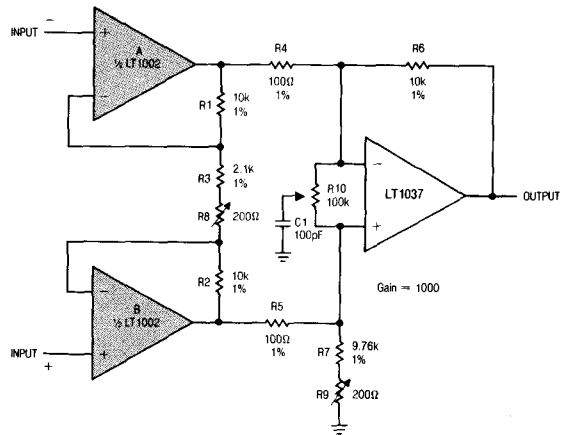 INPUT −
+
A
½ LT1002
−
R4
100Ω
1%
R6
10k
1%
R1
10k
1%
R3
2.1k
1%
R8
200Ω
R10
100k
C1
100pF
−
LT1037
+
OUTPUT
Gain = 1000
R2
10k
1%
−
B
½ LT1002
+
INPUT
+
R5
100Ω
1%
R7
9.76k
1%
R9
200Ω